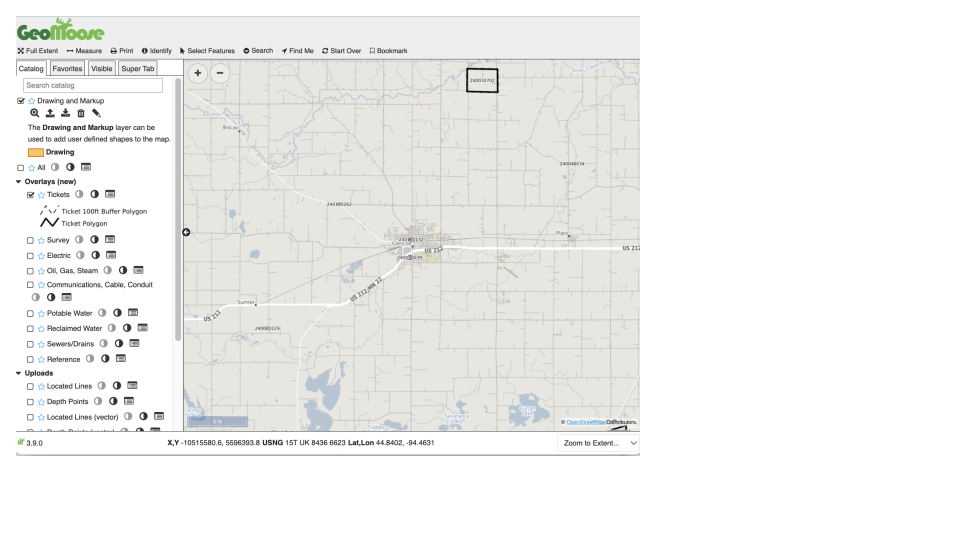 GeoMoose
Full Extent Measure Print Identify Select Features Search Find Me Start Over Bookmark
Catalog Favorites Visible Super Tab
Search catalog
Drawing and Markup
The Drawing and Markup layer can be
used to add user defined shapes to the map.
Drawing
All
Overlays (new)
Tickets
Ticket 100ft Buffer Polygon
Ticket Polygon
Survey
Electric
Oil, Gas, Steam
Communications, Cable, Conduit
Potable Water
Reclaimed Water
Sewers/Drains
Reference
Uploads
Located Lines
Depth Points
Located Lines (vector)
+ −
240030702
Biscay
240040034
240180262
Plato
US 212
US 212
US 212;MN 22
Sumter
US 212
240080229
© OpenStreetMap Contributors.
3.9.0
X,Y -10515580.6, 5596393.8 USNG 15T UK 8436 6623 Lat,Lon 44.8402, -94.4631
Zoom to Extent...